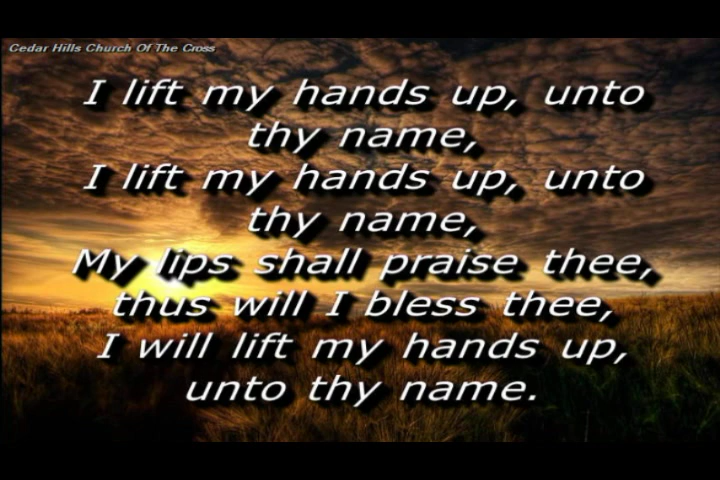 Cedar Hills Church Of The Cross
I lift my hands up, unto
thy name,
I lift my hands up, unto
thy name,
My lips shall praise thee,
thus will I bless thee,
I will lift my hands up,
unto thy name.